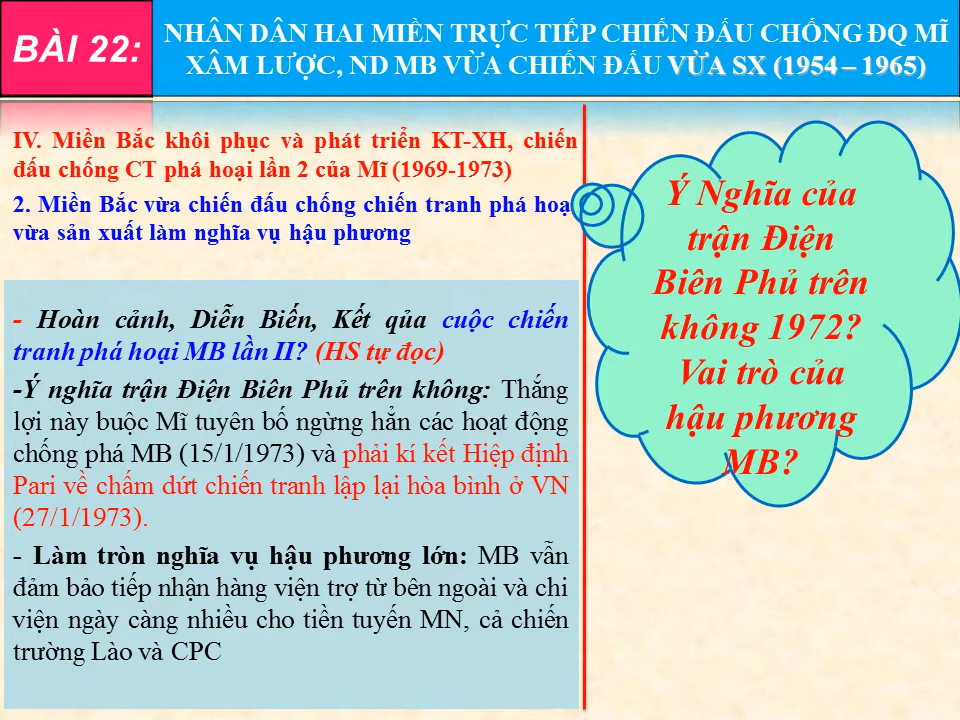 BÀI 22:
NHÂN DÂN HAI MIỀN TRỰC TIẾP CHIẾN ĐẤU CHỐNG ĐQ MĨ
XÂM LƯỢC, ND MB VỪA CHIẾN ĐẤU VỪA SX (1954 – 1965)
IV. Miền Bắc khôi phục và phát triển KT-XH, chiến
đấu chống CT phá hoại lần 2 của Mĩ (1969-1973)
2. Miền Bắc vừa chiến đấu chống chiến tranh phá hoạ
vừa sản xuất làm nghĩa vụ hậu phương
- Hoàn cảnh, Diễn Biến, Kết qủa cuộc chiến
tranh phá hoại MB lần II? (HS tự đọc)
-Ý nghĩa trận Điện Biên Phủ trên không: Thắng
lợi này buộc Mĩ tuyên bố ngừng hẳn các hoạt động
chống phá MB (15/1/1973) và phải kí kết Hiệp định
Pari về chấm dứt chiến tranh lập lại hòa bình ở VN
(27/1/1973).
- Làm tròn nghĩa vụ hậu phương lớn: MB vẫn
đảm bảo tiếp nhận hàng viện trợ từ bên ngoài và chi
viện ngày càng nhiều cho tiền tuyến MN, cả chiến
trường Lào và CPC
Ý Nghĩa của
trận Điện
Biên Phủ trên
không 1972?
Vai trò của
hậu phương
MB?